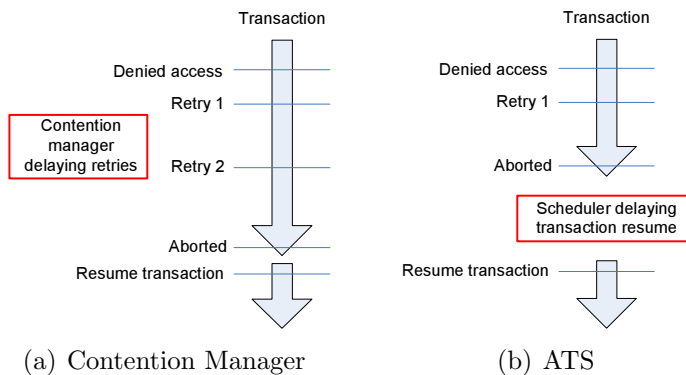 Transaction
Denied access
Retry 1
Contention
manager
delaying retries
Retry 2
Aborted
Resume transaction
(a) Contention Manager
Transaction
Denied access
Retry 1
Aborted
Scheduler delaying
transaction resume
Resume transaction
(b) ATS